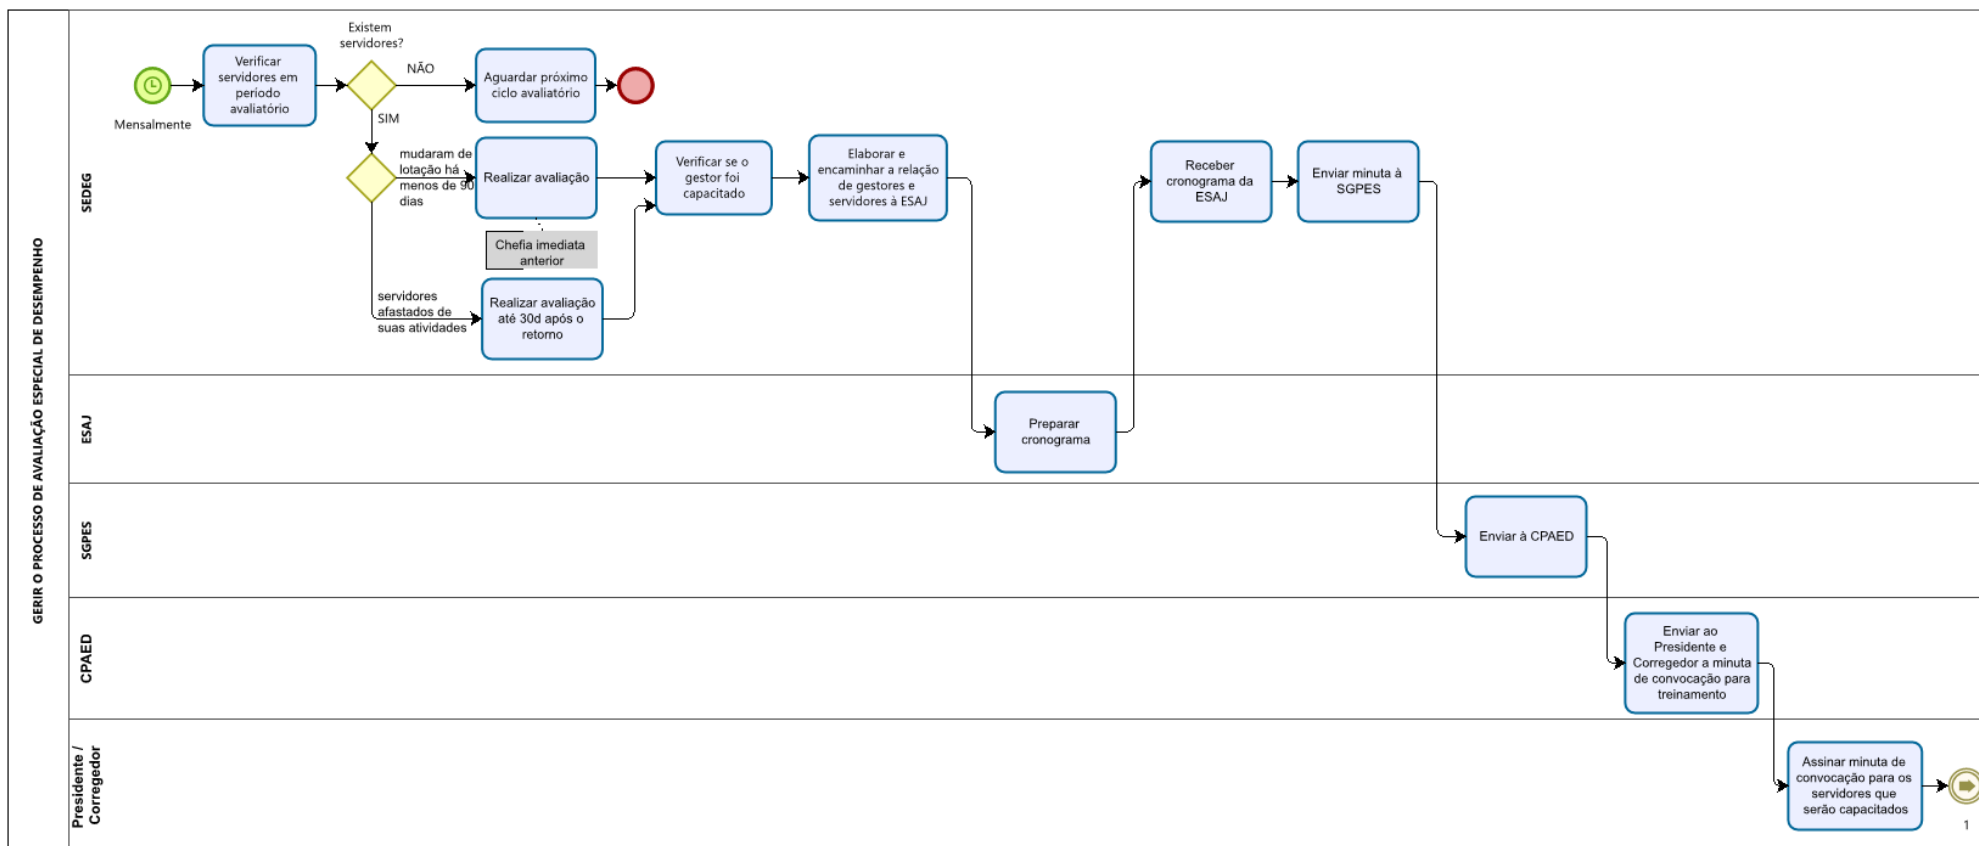 GERIR O PROCESSO DE AVALIAÇÃO ESPECIAL DE DESEMPENHO
SEDEG
Mensalmente
Verificar
servidores em
período
avaliatório
Existem
servidores?
NÃO
SIM
Aguardar próximo
ciclo avaliatório
mudaram de
lotação há
menos de 90
dias
Realizar avaliação
Chefia imediata
anterior
servidores
afastados de
suas atividades
Realizar avaliação
até 30d após o
retorno
Verificar se o
gestor foi
capacitado
Elaborar e
encaminhar a relação
de gestores e
servidores à ESAJ
Receber
cronograma da
ESAJ
Enviar minuta à
SGPES
ESAJ
Preparar
cronograma
SGPES
Enviar à CPAED
CPAED
Enviar ao
Presidente e
Corregedor a minuta
de convocação para
treinamento
Presidente /
Corregedor
Assinar minuta de
convocação para os
servidores que
serão capacitados
1